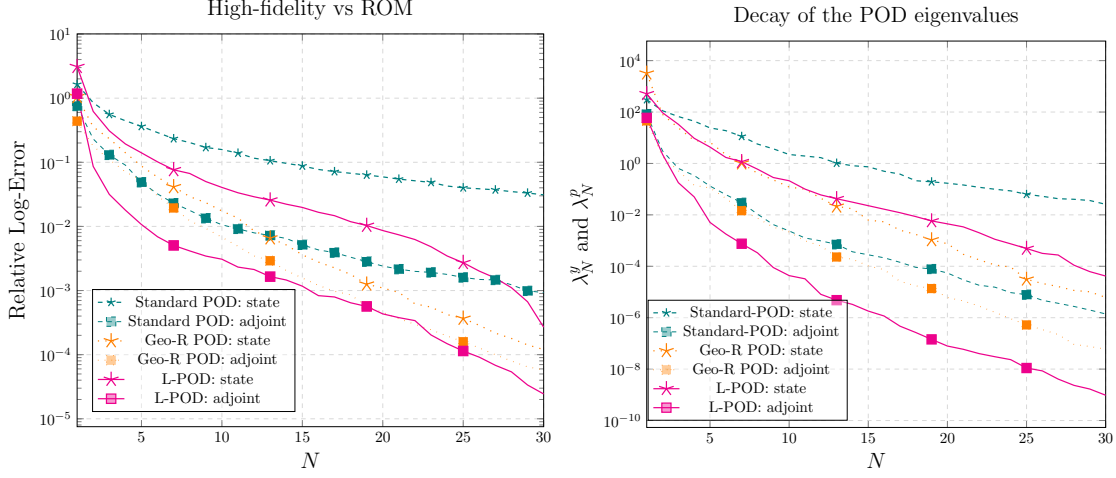 High-fidelity vs ROM
10^1
10^0
10^-1
10^-2
10^-3
10^-4
10^-5
Relative Log-Error
Standard POD: state
Standard POD: adjoint
Geo-R POD: state
Geo-R POD: adjoint
L-POD: state
L-POD: adjoint
5 10 15 20 25 30
N
Decay of the POD eigenvalues
10^4
10^2
10^0
10^-2
10^-4
10^-6
10^-8
10^-10
λ_N^y and λ_N^p
Standard-POD: state
Standard-POD: adjoint
Geo-R POD: state
Geo-R POD: adjoint
L-POD: state
L-POD: adjoint
5 10 15 20 25 30
N